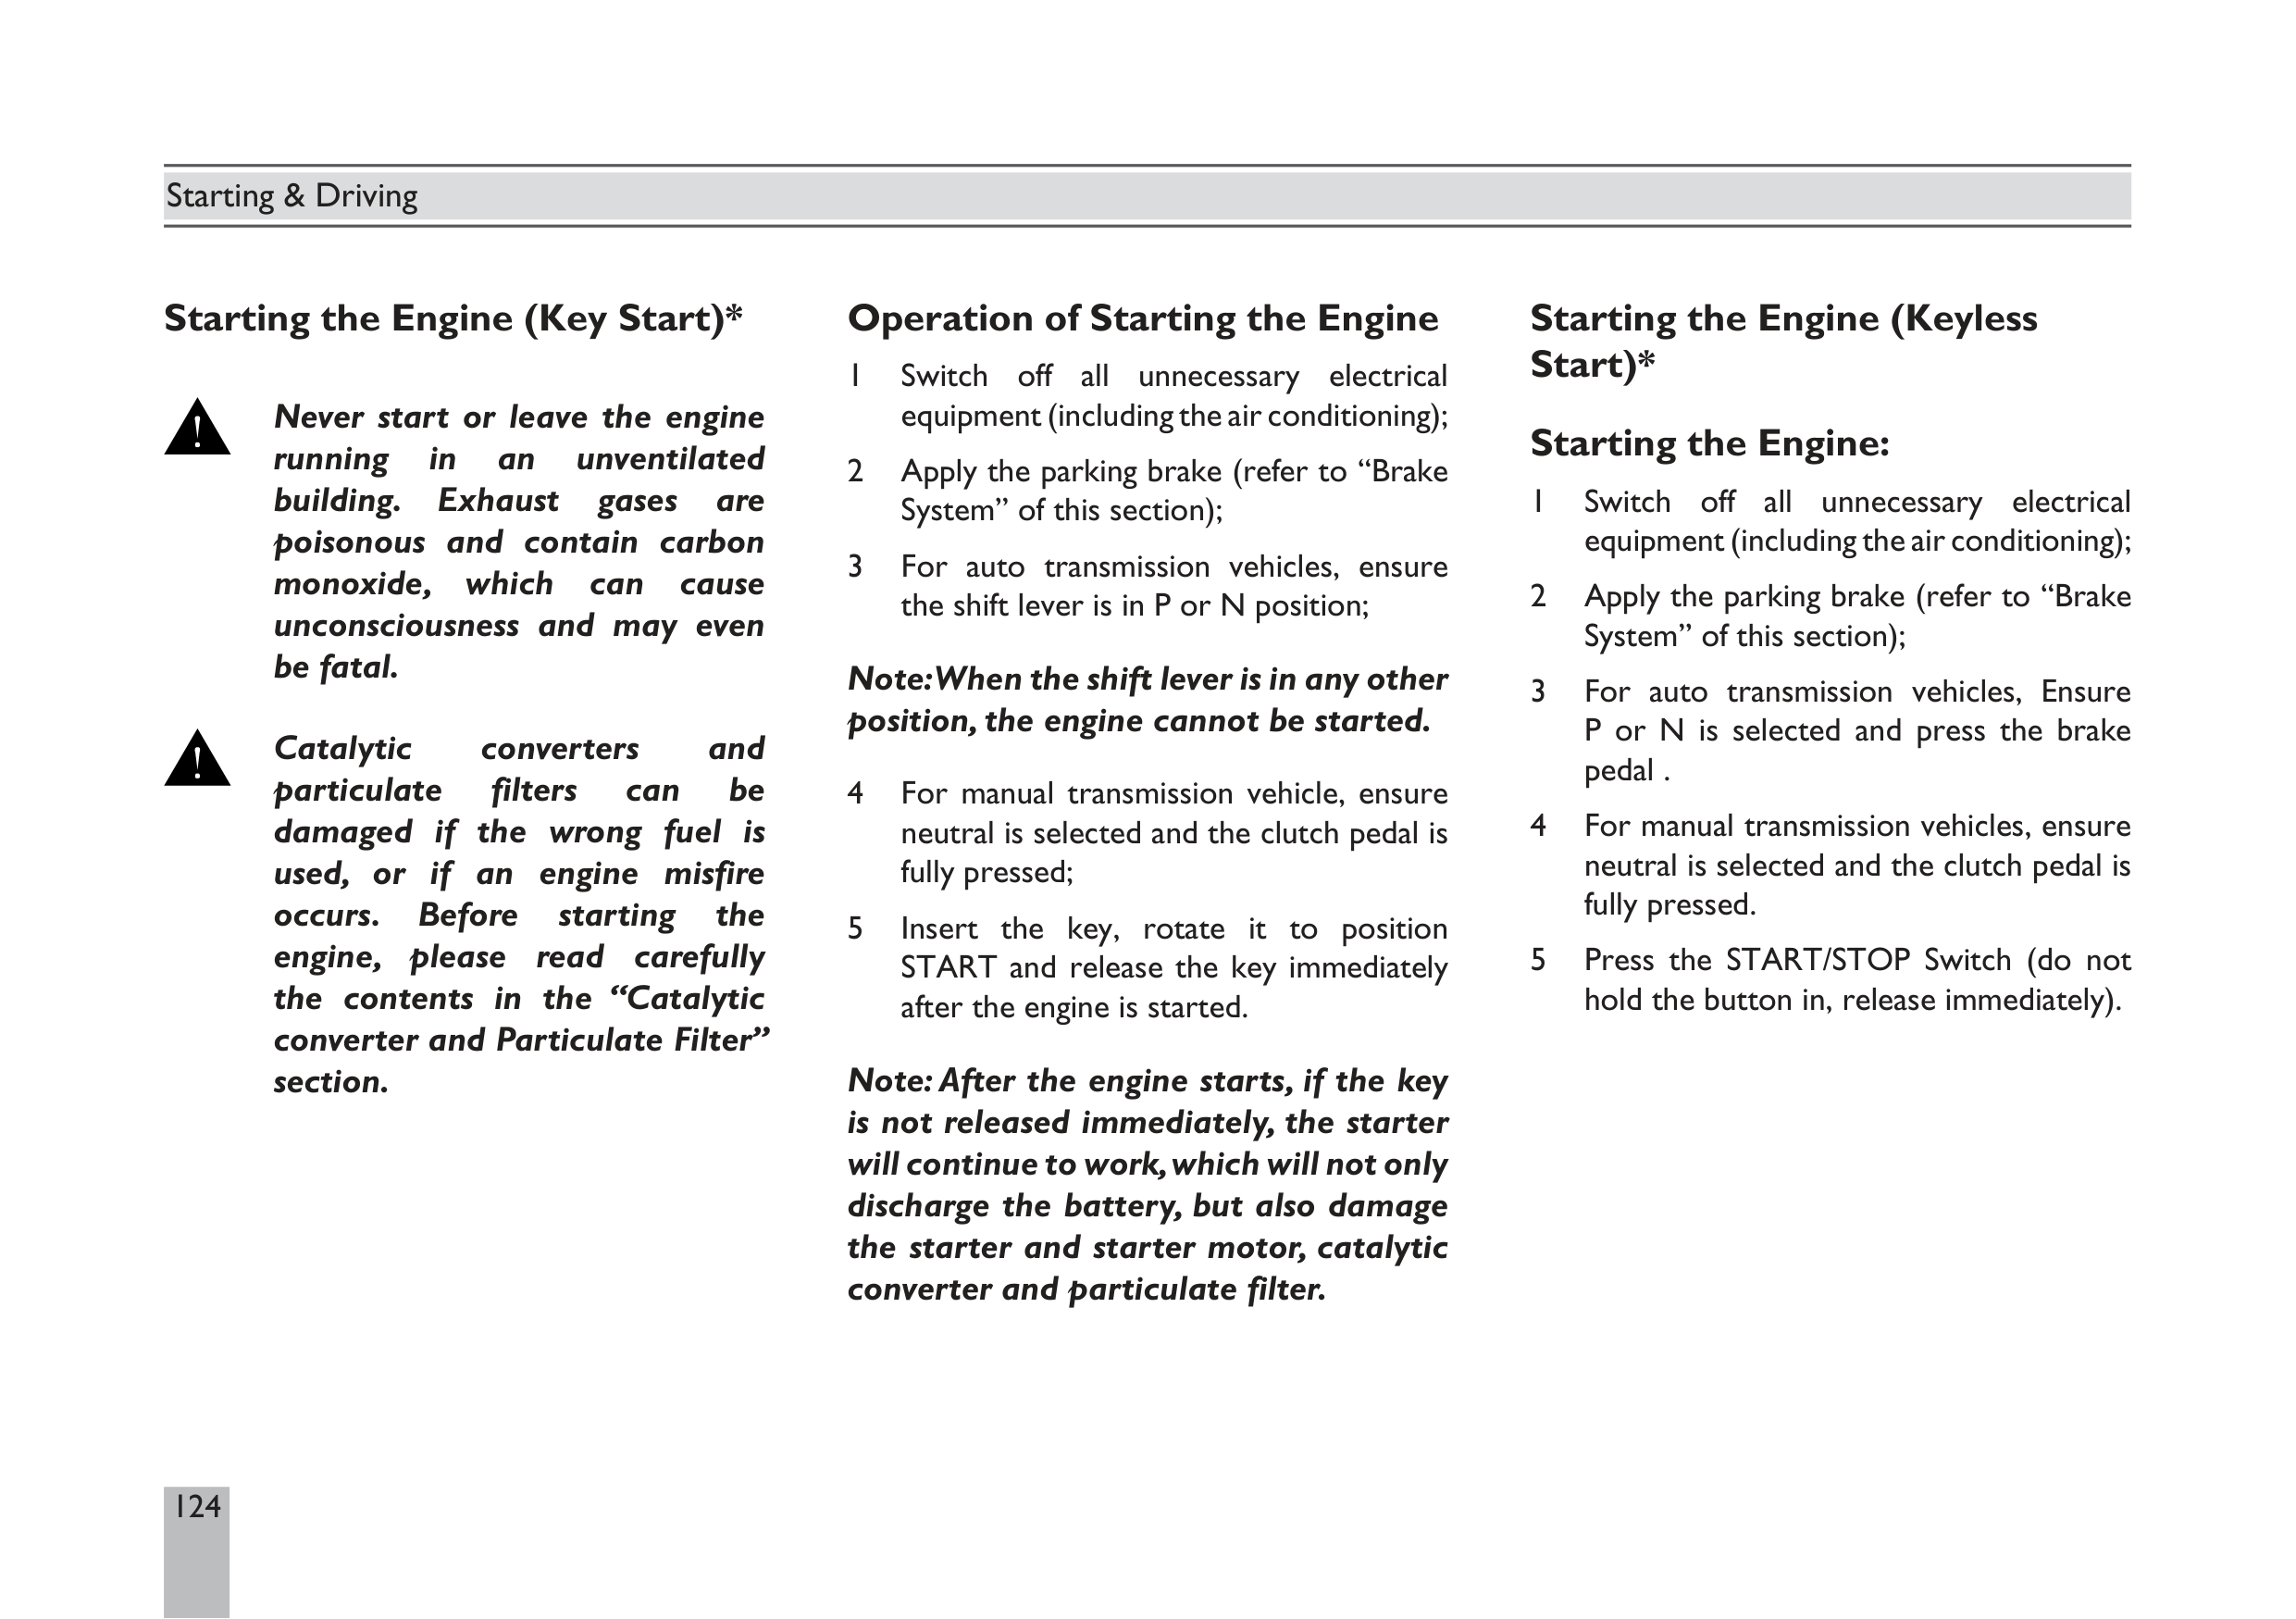 Starting & Driving
Starting the Engine (Key Start)*
Never start or leave the engine
running in an unventilated
building. Exhaust gases are
poisonous and contain carbon
monoxide, which can cause
unconsciousness and may even
be fatal.
Catalytic converters and
particulate filters can be
damaged if the wrong fuel is
used, or if an engine misfire
occurs. Before starting the
engine, please read carefully
the contents in the “Catalytic
converter and Particulate Filter”
section.
Operation of Starting the Engine
1 Switch off all unnecessary electrical
equipment (including the air conditioning);
2 Apply the parking brake (refer to “Brake
System” of this section);
3 For auto transmission vehicles, ensure
the shift lever is in P or N position;
Note: When the shift lever is in any other
position, the engine cannot be started.
4 For manual transmission vehicle, ensure
neutral is selected and the clutch pedal is
fully pressed;
5 Insert the key, rotate it to position
START and release the key immediately
after the engine is started.
Note: After the engine starts, if the key
is not released immediately, the starter
will continue to work, which will not only
discharge the battery, but also damage
the starter and starter motor, catalytic
converter and particulate filter.
Starting the Engine (Keyless
Start)*
Starting the Engine:
1 Switch off all unnecessary electrical
equipment (including the air conditioning);
2 Apply the parking brake (refer to “Brake
System” of this section);
3 For auto transmission vehicles, Ensure
P or N is selected and press the brake
pedal .
4 For manual transmission vehicles, ensure
neutral is selected and the clutch pedal is
fully pressed.
5 Press the START/STOP Switch (do not
hold the button in, release immediately).
124